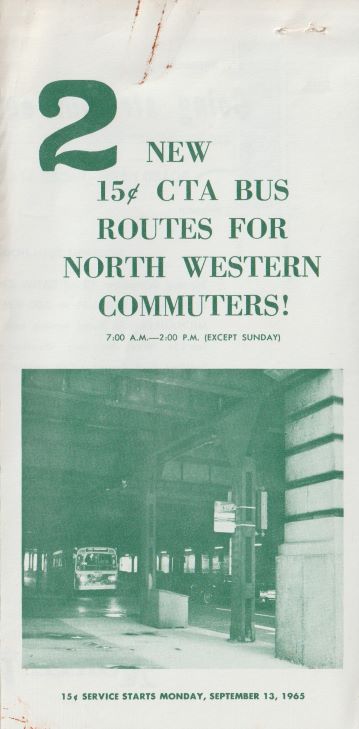 2 NEW
15¢ CTA BUS
ROUTES FOR
NORTH WESTERN
COMMUTERS!
7:00 A.M.—2:00 P.M. (EXCEPT SUNDAY)
15¢ SERVICE STARTS MONDAY, SEPTEMBER 13, 1965